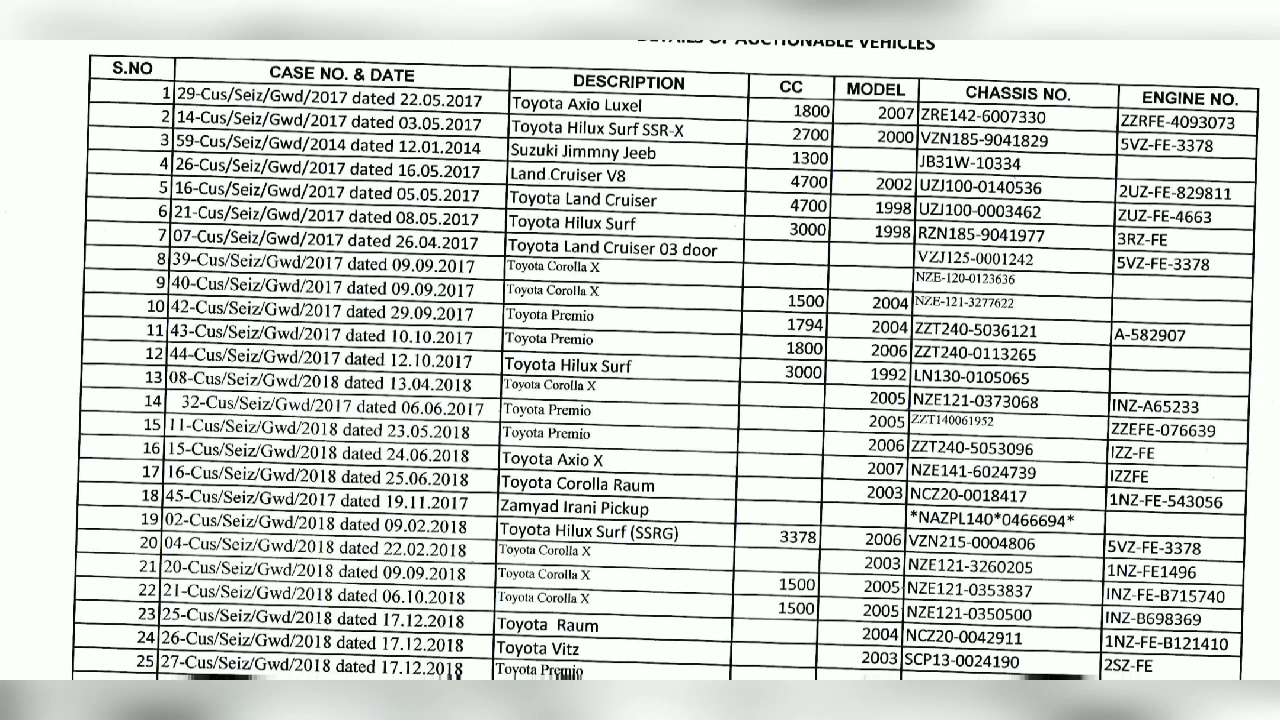 DETAILS OF AUCTIONABLE VEHICLES
S.NO CASE NO. & DATE DESCRIPTION CC MODEL CHASSIS NO. ENGINE NO.
1 29-Cus/Seiz/Gwd/2017 dated 22.05.2017 Toyota Axio Luxel 1800 2007 ZRE142-6007330 ZZRFE-4093073
2 14-Cus/Seiz/Gwd/2017 dated 03.05.2017 Toyota Hilux Surf SSR-X 2700 2000 VZN185-9041829 5VZ-FE-3378
3 59-Cus/Seiz/Gwd/2014 dated 12.01.2014 Suzuki Jimmny Jeeb 1300 JB31W-10334
4 26-Cus/Seiz/Gwd/2017 dated 16.05.2017 Land Cruiser V8 4700 2002 UZJ100-0140536 2UZ-FE-829811
5 16-Cus/Seiz/Gwd/2017 dated 05.05.2017 Toyota Land Cruiser 4700 1998 UZJ100-0003462 ZUZ-FE-4663
6 21-Cus/Seiz/Gwd/2017 dated 08.05.2017 Toyota Hilux Surf 3000 1998 RZN185-9041977 3RZ-FE
7 07-Cus/Seiz/Gwd/2017 dated 26.04.2017 Toyota Land Cruiser 03 door VZJ125-0001242 5VZ-FE-3378
8 39-Cus/Seiz/Gwd/2017 dated 09.09.2017 Toyota Corolla X NZE-120-0123636
9 40-Cus/Seiz/Gwd/2017 dated 09.09.2017 Toyota Corolla X 1500 2004 NZE-121-3277622
10 42-Cus/Seiz/Gwd/2017 dated 29.09.2017 Toyota Premio 1794 2004 ZZT240-5036121 A-582907
11 43-Cus/Seiz/Gwd/2017 dated 10.10.2017 Toyota Premio 1800 2006 ZZT240-0113265
12 44-Cus/Seiz/Gwd/2017 dated 12.10.2017 Toyota Hilux Surf 3000 1992 LN130-0105065
13 08-Cus/Seiz/Gwd/2018 dated 13.04.2018 Toyota Corolla X 2005 NZE121-0373068 INZ-A65233
14 32-Cus/Seiz/Gwd/2017 dated 06.06.2017 Toyota Premio 2005 ZZT140061952 ZZEFE-076639
15 11-Cus/Seiz/Gwd/2018 dated 23.05.2018 Toyota Premio 2006 ZZT240-5053096 IZZ-FE
16 15-Cus/Seiz/Gwd/2018 dated 24.06.2018 Toyota Axio X 2007 NZE141-6024739 IZZFE
17 16-Cus/Seiz/Gwd/2018 dated 25.06.2018 Toyota Corolla Raum 2003 NCZ20-0018417 1NZ-FE-543056
18 45-Cus/Seiz/Gwd/2017 dated 19.11.2017 Zamyad Irani Pickup *NAZPL140*0466694*
19 02-Cus/Seiz/Gwd/2018 dated 09.02.2018 Toyota Hilux Surf (SSRG) 3378 2006 VZN215-0004806 5VZ-FE-3378
20 04-Cus/Seiz/Gwd/2018 dated 22.02.2018 Toyota Corolla X 2003 NZE121-3260205 1NZ-FE1496
21 20-Cus/Seiz/Gwd/2018 dated 09.09.2018 Toyota Corolla X 1500 2005 NZE121-0353837 INZ-FE-B715740
22 21-Cus/Seiz/Gwd/2018 dated 06.10.2018 Toyota Corolla X 1500 2005 NZE121-0350500 INZ-B698369
23 25-Cus/Seiz/Gwd/2018 dated 17.12.2018 Toyota Raum 2004 NCZ20-0042911 1NZ-FE-B121410
24 26-Cus/Seiz/Gwd/2018 dated 17.12.2018 Toyota Vitz 2003 SCP13-0024190 2SZ-FE
25 27-Cus/Seiz/Gwd/2018 dated 17.12.2018 Toyota Premio